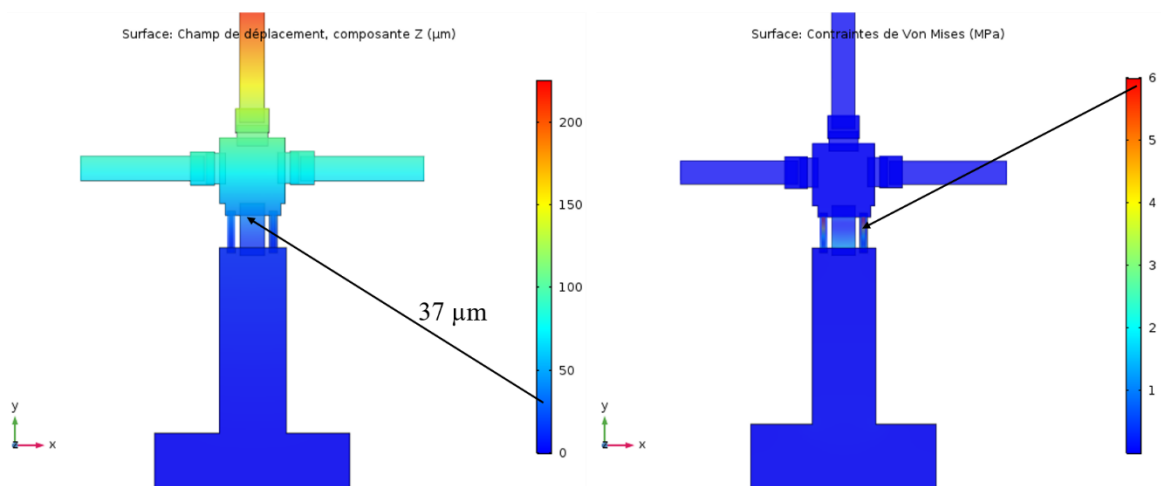 Surface: Champ de déplacement, composante Z (µm)
200
150
100
50
0
37 µm
y
z
x
Surface: Contraintes de Von Mises (MPa)
6
5
4
3
2
1
y
z
x